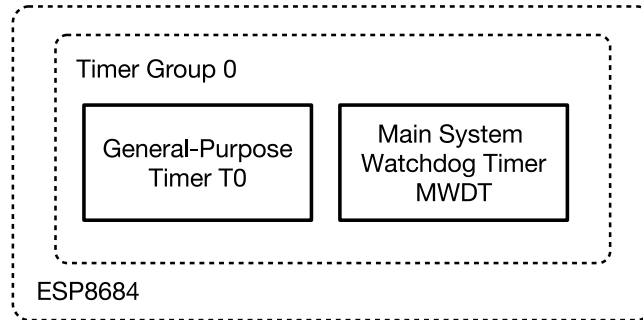 Timer Group 0
General-Purpose
Timer T0
Main System
Watchdog Timer
MWDT
ESP8684